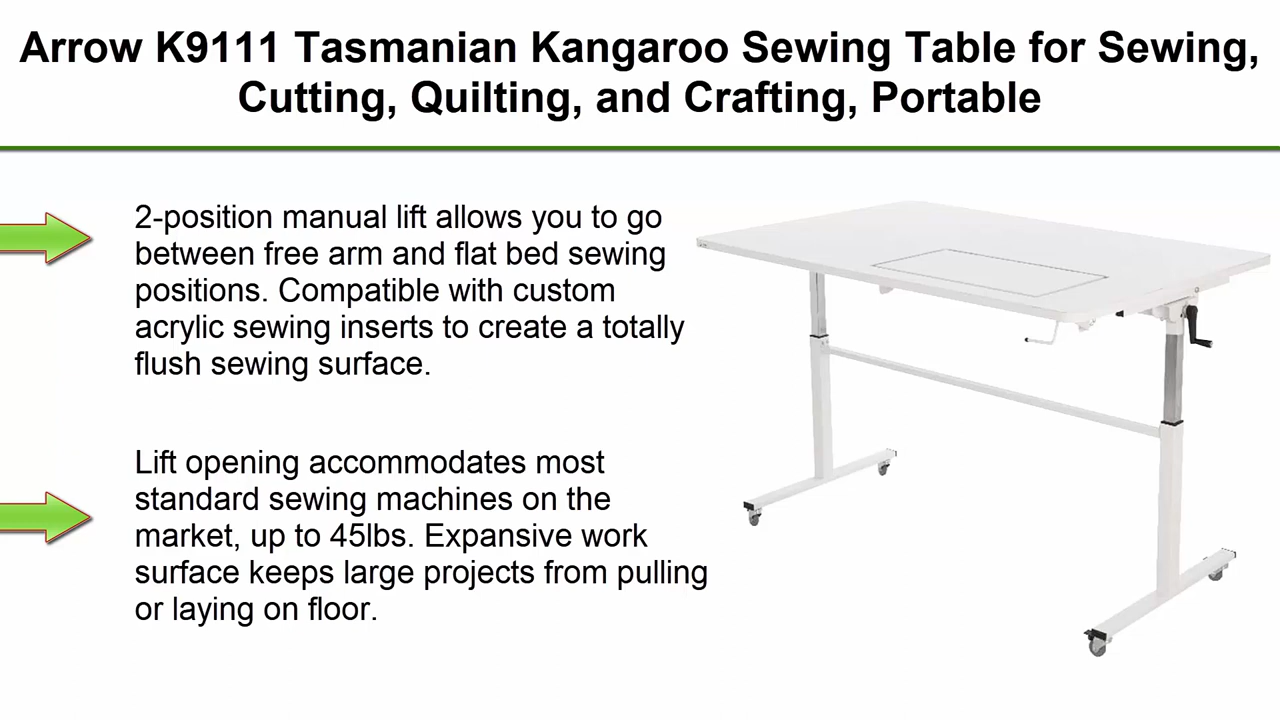 Arrow K9111 Tasmanian Kangaroo Sewing Table for Sewing,
Cutting, Quilting, and Crafting, Portable
2-position manual lift allows you to go
between free arm and flat bed sewing
positions. Compatible with custom
acrylic sewing inserts to create a totally
flush sewing surface.
Lift opening accommodates most
standard sewing machines on the
market, up to 45lbs. Expansive work
surface keeps large projects from pulling
or laying on floor.